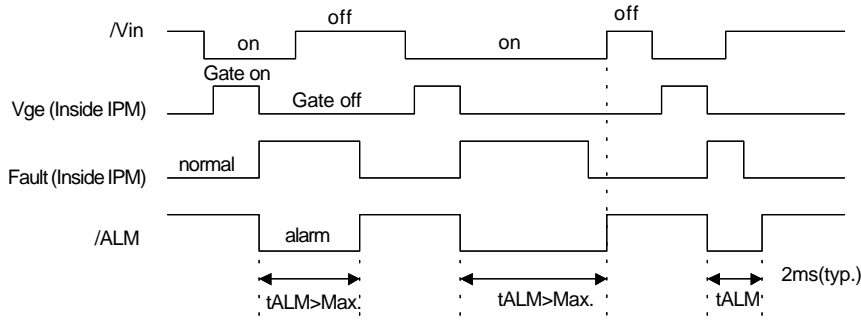 /Vin
off
on
off
on
Gate on
Vge (Inside IPM)
Gate off
normal
Fault (Inside IPM)
/ALM
alarm
2ms(typ.)
tALM>Max.
tALM>Max.
tALM